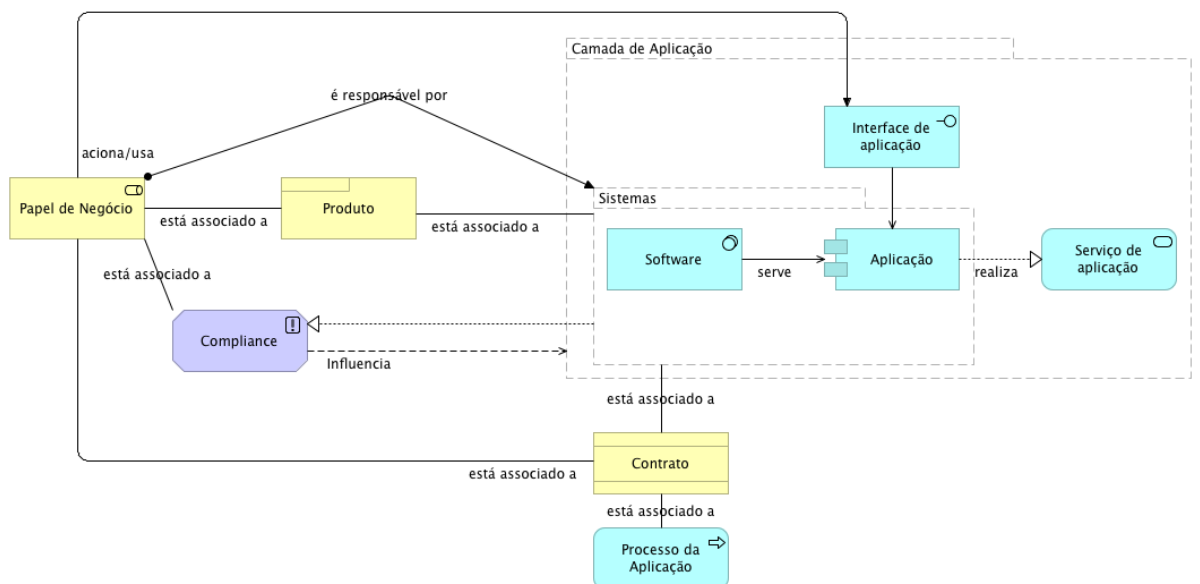 Camada de Aplicação
é responsável por
Interface de
aplicação
aciona/usa
Papel de Negócio
está associado a
Produto
está associado a
Sistemas
Software
serve
Aplicação
realiza
Serviço de
aplicação
está associado a
Compliance
Influencia
está associado a
está associado a
Contrato
está associado a
Processo da
Aplicação